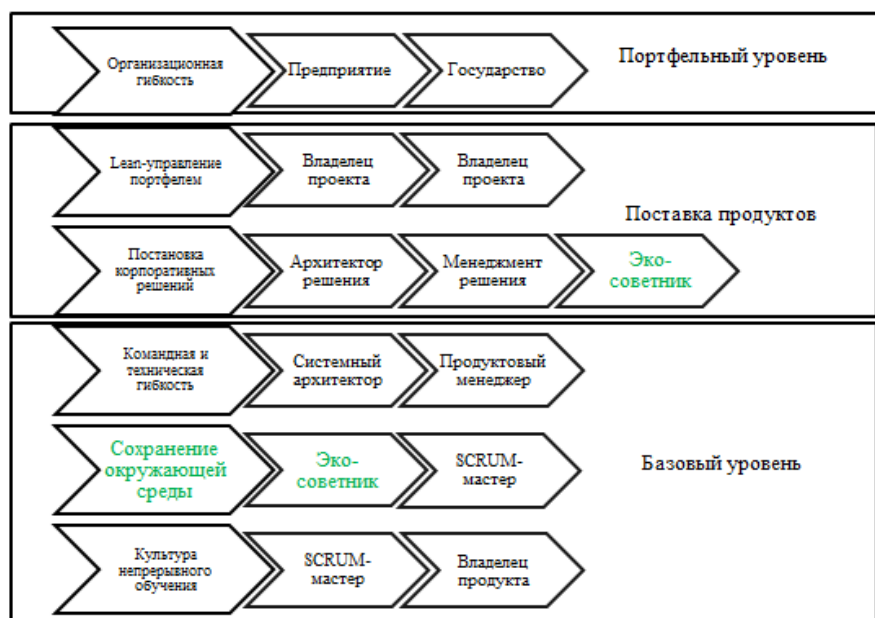 Организационная
гибкость
Предприятие
Государство
Портфельный уровень
Lean-управление
портфелем
Владелец
проекта
Владелец
проекта
Поставка продуктов
Постановка
корпоративных
решений
Архитектор
решения
Менеджмент
решения
Эко-
советник
Командная и
техническая
гибкость
Системный
архитектор
Продуктовый
менеджер
Базовый уровень
Сохранение
окружающей
среды
Эко-
советник
SCRUM-
мастер
Культура
непрерывного
обучения
SCRUM-
мастер
Владелец
продукта